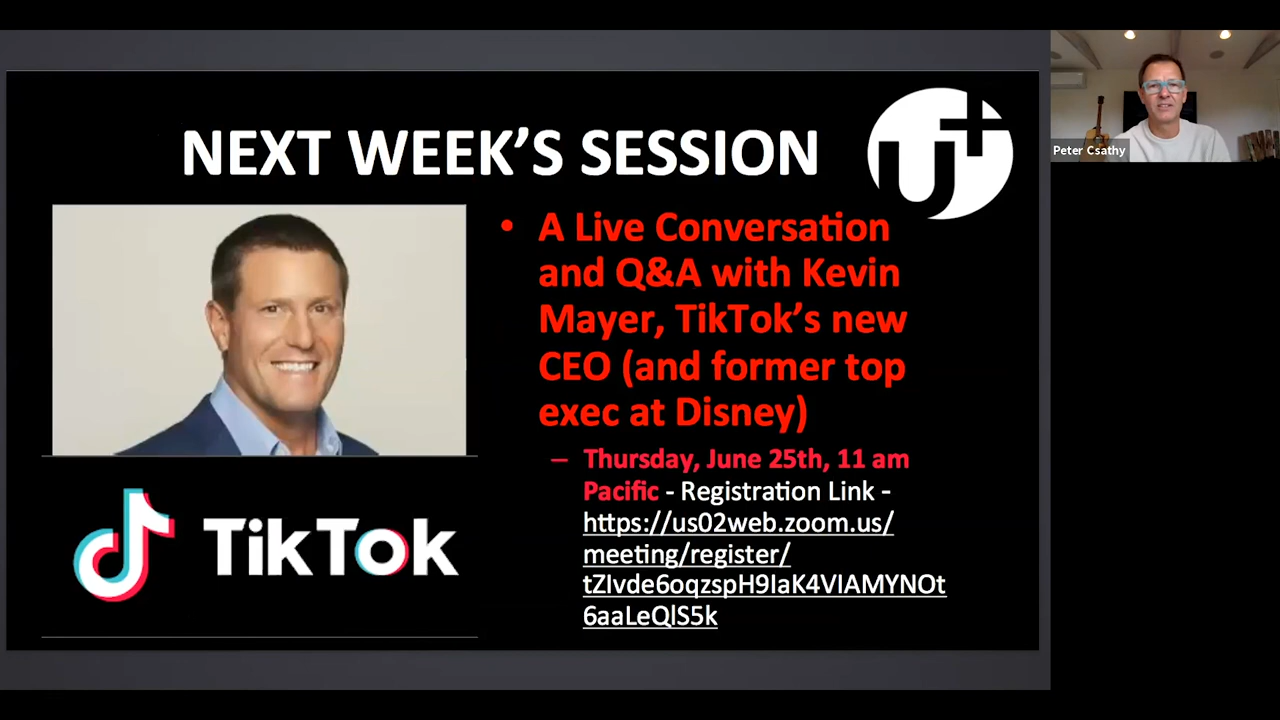 NEXT WEEK'S SESSION
UJ+
• A Live Conversation
and Q&A with Kevin
Mayer, TikTok's new
CEO (and former top
exec at Disney)
– Thursday, June 25th, 11 am
Pacific - Registration Link -
https://us02web.zoom.us/
meeting/register/
tZIvde6oqzspH9IaK4VIAMYNOt
6aaLeQlS5k
TikTok
Peter Csathy